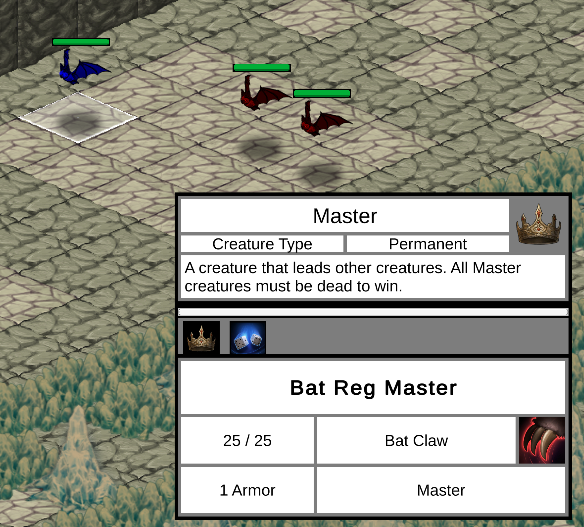 Master
Creature Type
Permanent
A creature that leads other creatures. All Master
creatures must be dead to win.
Bat Reg Master
25 / 25
Bat Claw
1 Armor
Master